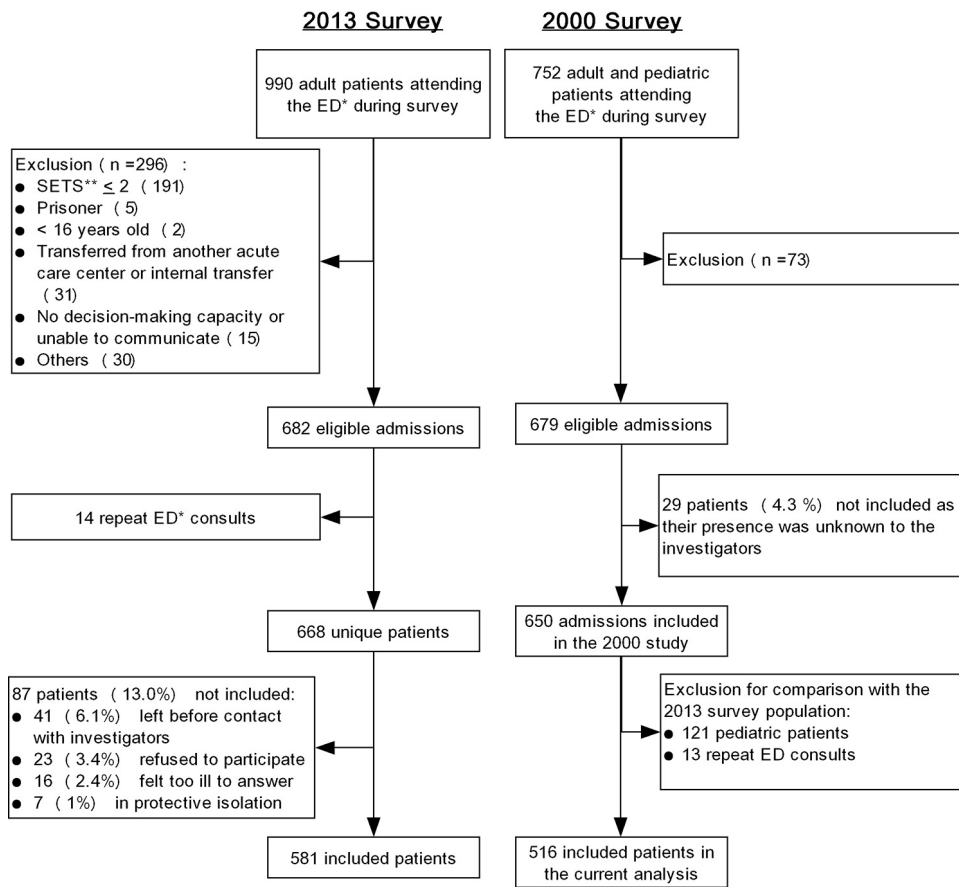 2013 Survey
990 adult patients attending
the ED* during survey
Exclusion ( n =296) :
● SETS** ≤ 2 ( 191)
● Prisoner ( 5)
● < 16 years old ( 2)
● Transferred from another acute
care center or internal transfer
( 31)
● No decision-making capacity or
unable to communicate ( 15)
● Others ( 30)
682 eligible admissions
14 repeat ED* consults
668 unique patients
87 patients ( 13.0%) not included:
● 41 ( 6.1%) left before contact
with investigators
● 23 ( 3.4%) refused to participate
● 16 ( 2.4%) felt too ill to answer
● 7 ( 1%) in protective isolation
581 included patients
2000 Survey
752 adult and pediatric
patients attending
the ED* during survey
Exclusion ( n =73)
679 eligible admissions
29 patients ( 4.3 %) not included as
their presence was unknown to the
investigators
650 admissions included
in the 2000 study
Exclusion for comparison with the
2013 survey population:
● 121 pediatric patients
● 13 repeat ED consults
516 included patients in
the current analysis